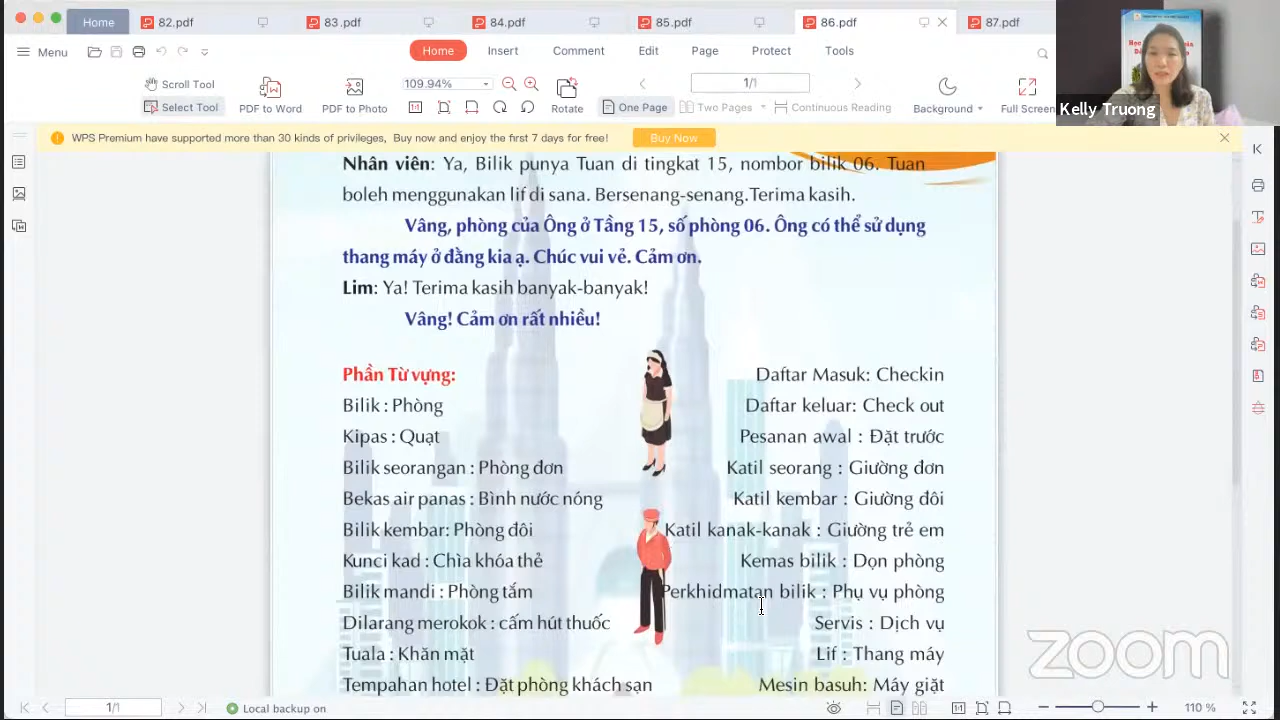 Home
82.pdf
83.pdf
84.pdf
85.pdf
86.pdf
87.pdf
Menu
Home
Insert
Comment
Edit
Page
Protect
Tools
Scroll Tool
Select Tool
PDF to Word
PDF to Photo
109.94%
1/1
Rotate
One Page
Two Pages
Continuous Reading
Background
Full Screen
Kelly Truong
WPS Premium have supported more than 30 kinds of privileges, Buy now and enjoy the first 7 days for free!
Buy Now
Nhân viên: Ya, Bilik punya Tuan di tingkat 15, nombor bilik 06. Tuan
boleh menggunakan lif di sana. Bersenang-senang.Terima kasih.
Vâng, phòng của Ông ở Tầng 15, số phòng 06. Ông có thể sử dụng
thang máy ở đằng kia ạ. Chúc vui vẻ. Cảm ơn.
Lim: Ya! Terima kasih banyak-banyak!
Vâng! Cảm ơn rất nhiều!
Phần Từ vựng:
Bilik : Phòng
Kipas : Quạt
Bilik seorangan : Phòng đơn
Bekas air panas : Bình nước nóng
Bilik kembar: Phòng đôi
Kunci kad : Chìa khóa thẻ
Bilik mandi : Phòng tắm
Dilarang merokok : cấm hút thuốc
Tuala : Khăn mặt
Tempahan hotel : Đặt phòng khách sạn
Daftar Masuk: Checkin
Daftar keluar: Check out
Pesanan awal : Đặt trước
Katil seorang : Giường đơn
Katil kembar : Giường đôi
Katil kanak-kanak : Giường trẻ em
Kemas bilik : Dọn phòng
Perkhidmatan bilik : Phụ vụ phòng
Servis : Dịch vụ
Lif : Thang máy
Mesin basuh: Máy giặt
zoom
1/1
Local backup on
110 %